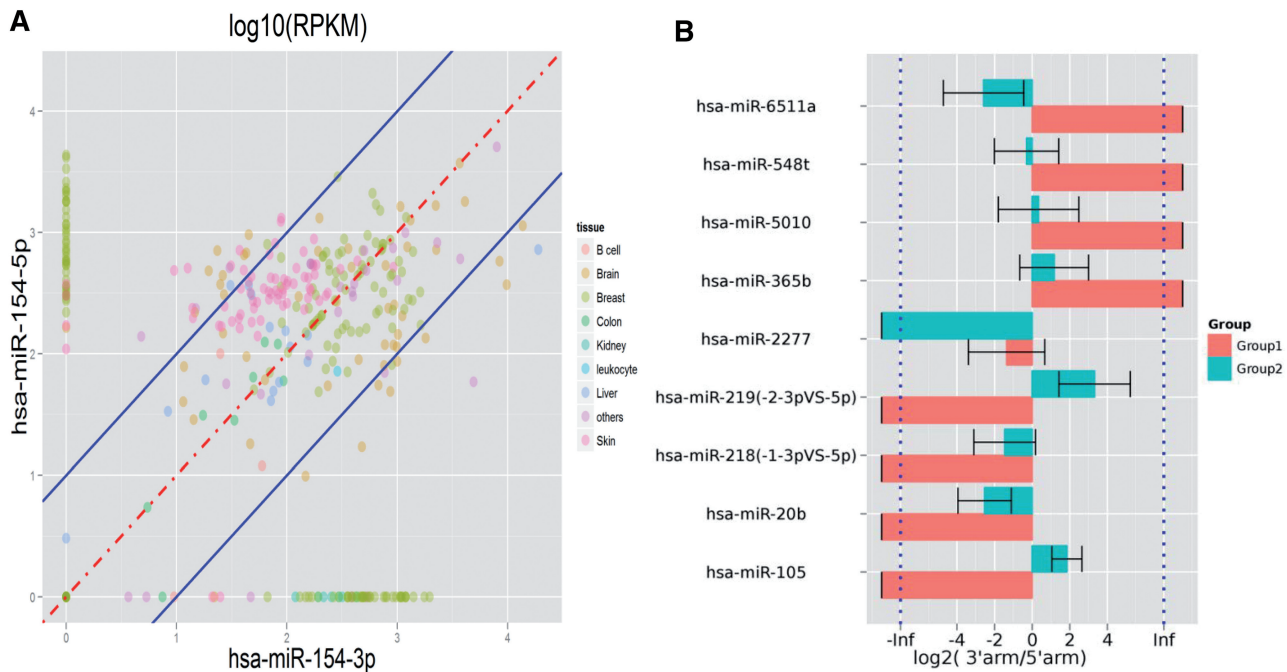 A
log10(RPKM)
hsa-miR-154-5p
4
3
2
1
0
0
1
2
3
4
hsa-miR-154-3p
tissue
B cell
Brain
Breast
Colon
Kidney
leukocyte
Liver
others
Skin
B
hsa-miR-6511a
hsa-miR-548t
hsa-miR-5010
hsa-miR-365b
hsa-miR-2277
hsa-miR-219(-2-3pVS-5p)
hsa-miR-218(-1-3pVS-5p)
hsa-miR-20b
hsa-miR-105
-Inf
-4
-2
0
2
4
Inf
log2( 3'arm/5'arm)
Group
Group1
Group2